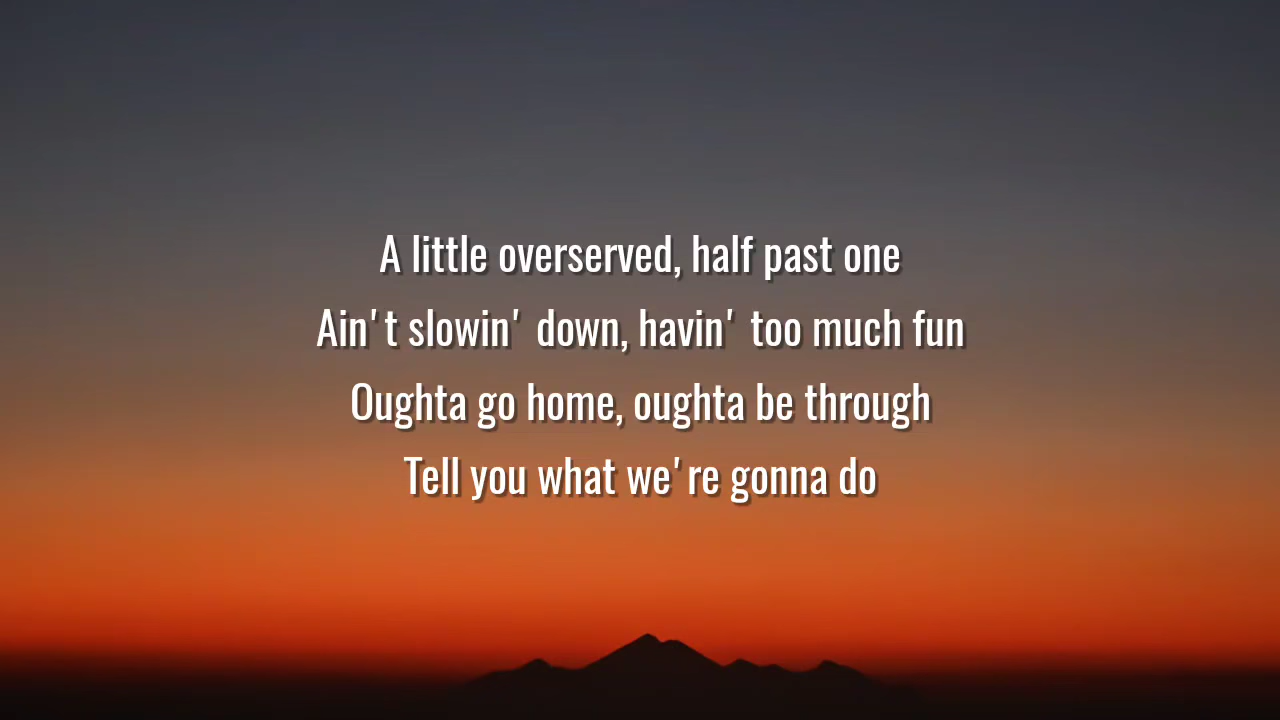 A little overserved, half past one
Ain't slowin' down, havin' too much fun
Oughta go home, oughta be through
Tell you what we're gonna do